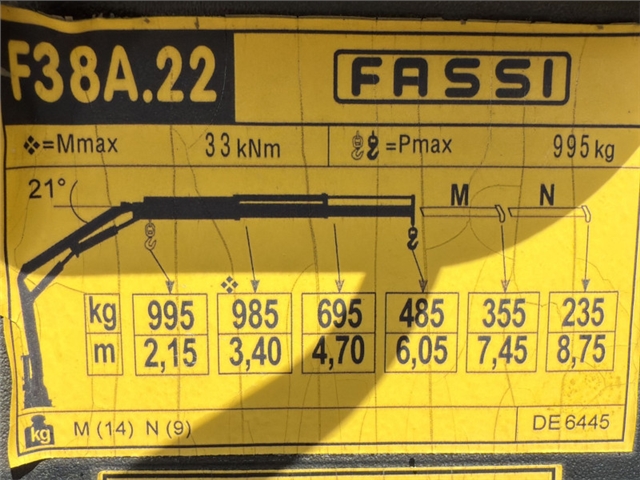 F38A.22 FASSI
❖=Mmax 33 kNm =Pmax 995 kg
21° M N
kg 995 985 695 485 355 235
m 2,15 3,40 4,70 6,05 7,45 8,75
kg M (14) N (9) DE 6445